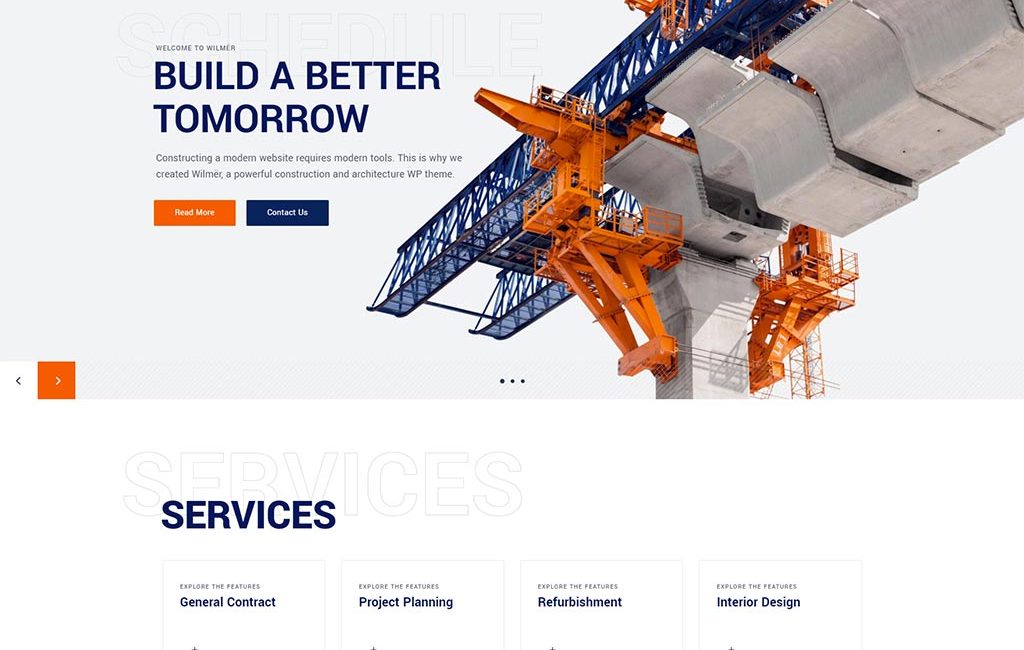 SCHEDULE
WELCOME TO WILMËR
BUILD A BETTER
TOMORROW
Constructing a modern website requires modern tools. This is why we
created Wilmër, a powerful construction and architecture WP theme.
Read More
Contact Us
SERVICES
SERVICES
EXPLORE THE FEATURES
General Contract
EXPLORE THE FEATURES
Project Planning
EXPLORE THE FEATURES
Refurbishment
EXPLORE THE FEATURES
Interior Design